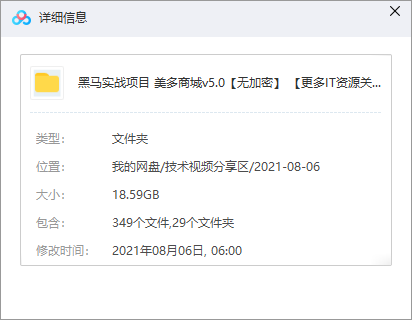 详细信息
黑马实战项目 美多商城v5.0【无加密】 【更多IT资源关...
类型: 文件夹
位置: 我的网盘/技术视频分享区/2021-08-06
大小: 18.59GB
包含: 349个文件,29个文件夹
修改时间: 2021年08月06日, 06:00